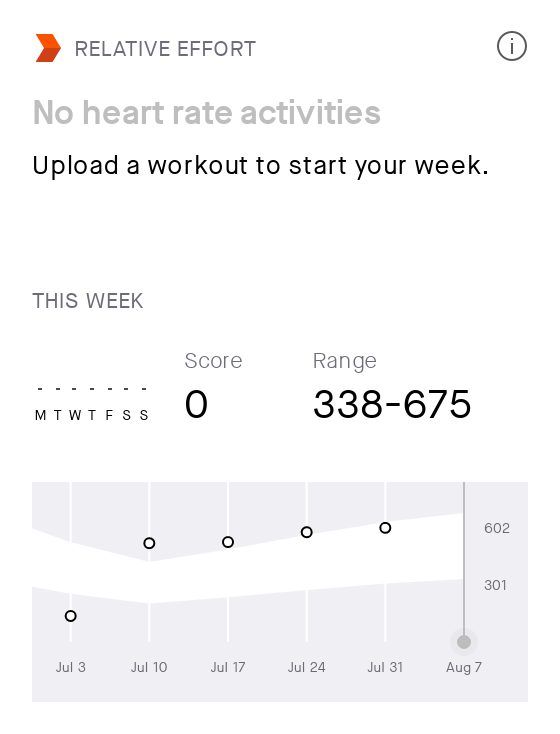 RELATIVE EFFORT
No heart rate activities
Upload a workout to start your week.
THIS WEEK
Score
Range
- - - - - - -
M T W T F S S
0
338-675
602
301
Jul 3
Jul 10
Jul 17
Jul 24
Jul 31
Aug 7